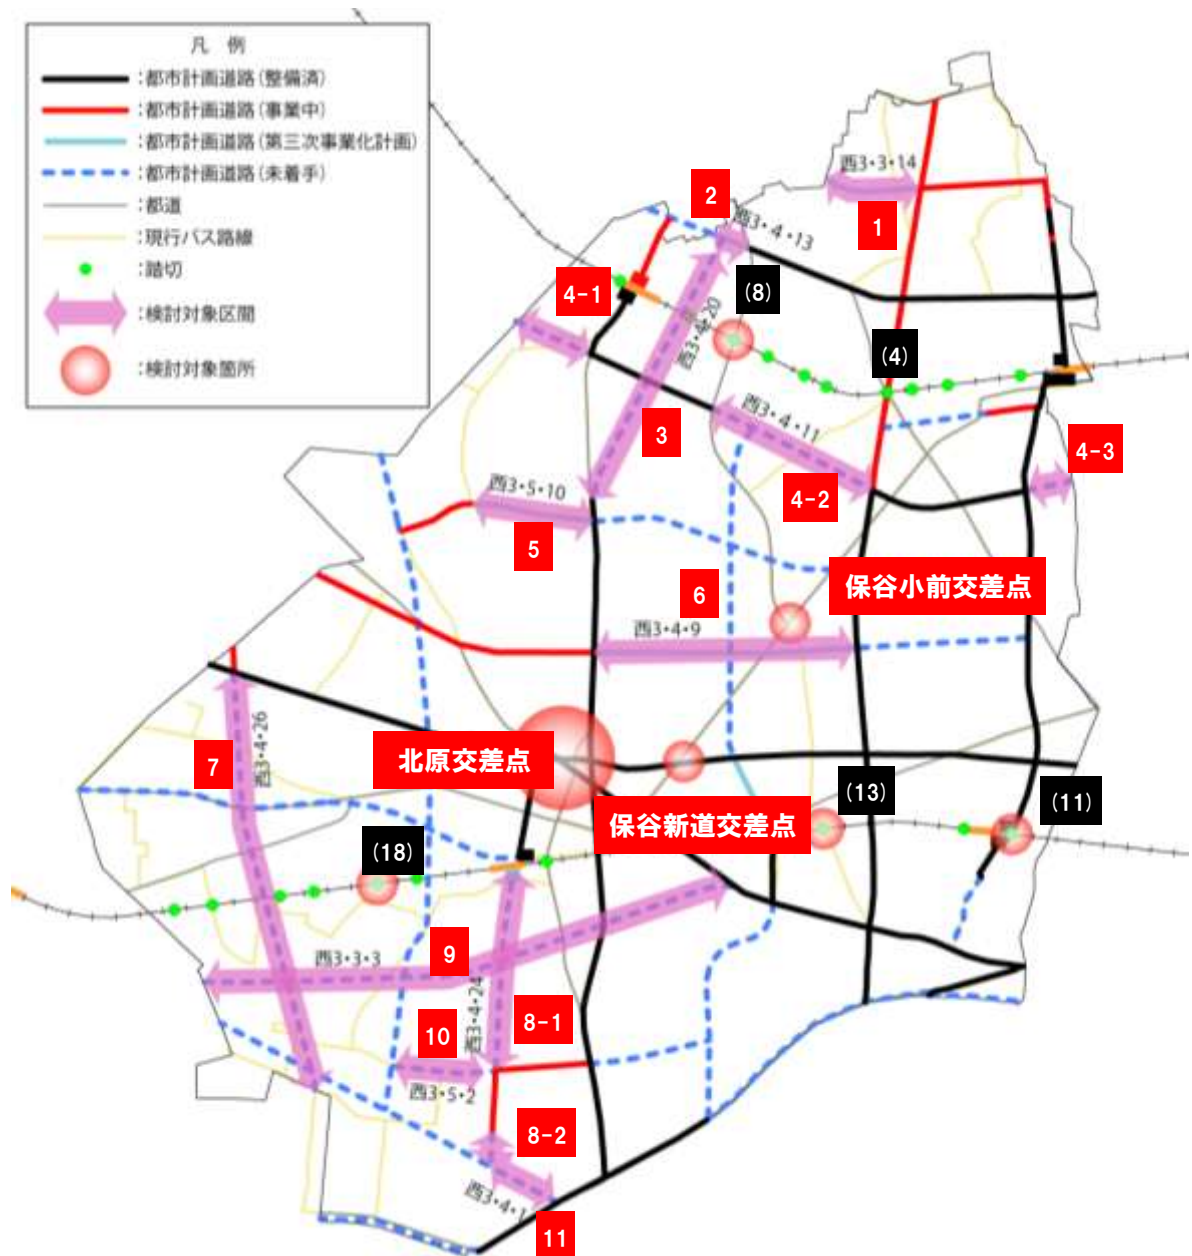 凡 例
：都市計画道路（整備済）
：都市計画道路（事業中）
：都市計画道路（第三次事業化計画）
：都市計画道路（未着手）
：都道
：現行バス路線
：踏切
：検討対象区間
：検討対象箇所
西3・3・14
1
2
西3・4・13
4-1
(8)
西3・4・20
(4)
3
西3・4・11
4-2
4-3
西3・5・10
5
保谷小前交差点
6
西3・4・9
7
西3・4・26
北原交差点
保谷新道交差点
(13)
(11)
(18)
西3・3・3
9
西3・4・24
8-1
10
西3・5・2
8-2
西3・4・1
11